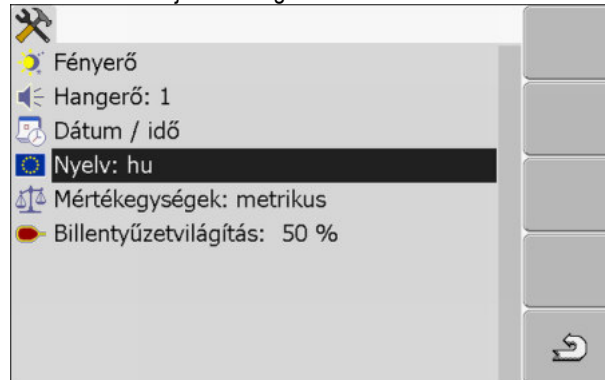 Fényerő
Hangerő: 1
Dátum / idő
Nyelv: hu
Mértékegységek: metrikus
Billentyűzetvilágítás: 50 %